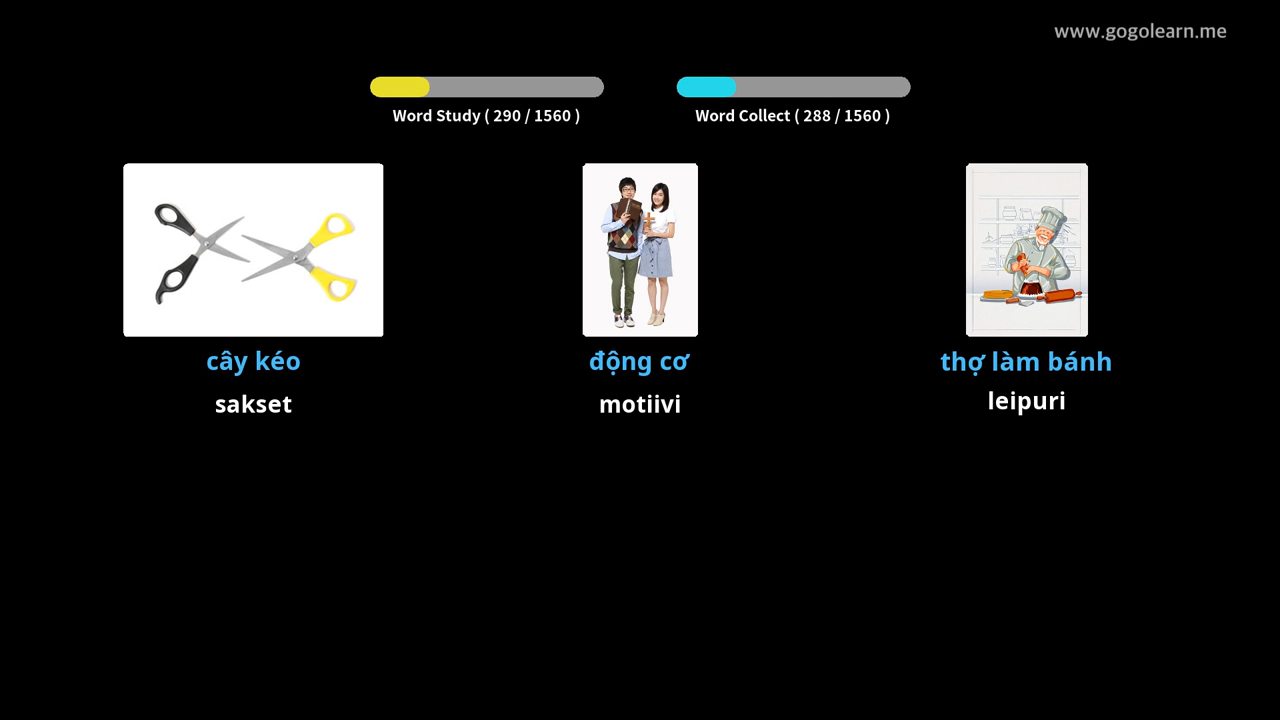 www.gogolearn.me
Word Study ( 290 / 1560 )
Word Collect ( 288 / 1560 )
cây kéo
sakset
động cơ
motiivi
thợ làm bánh
leipuri